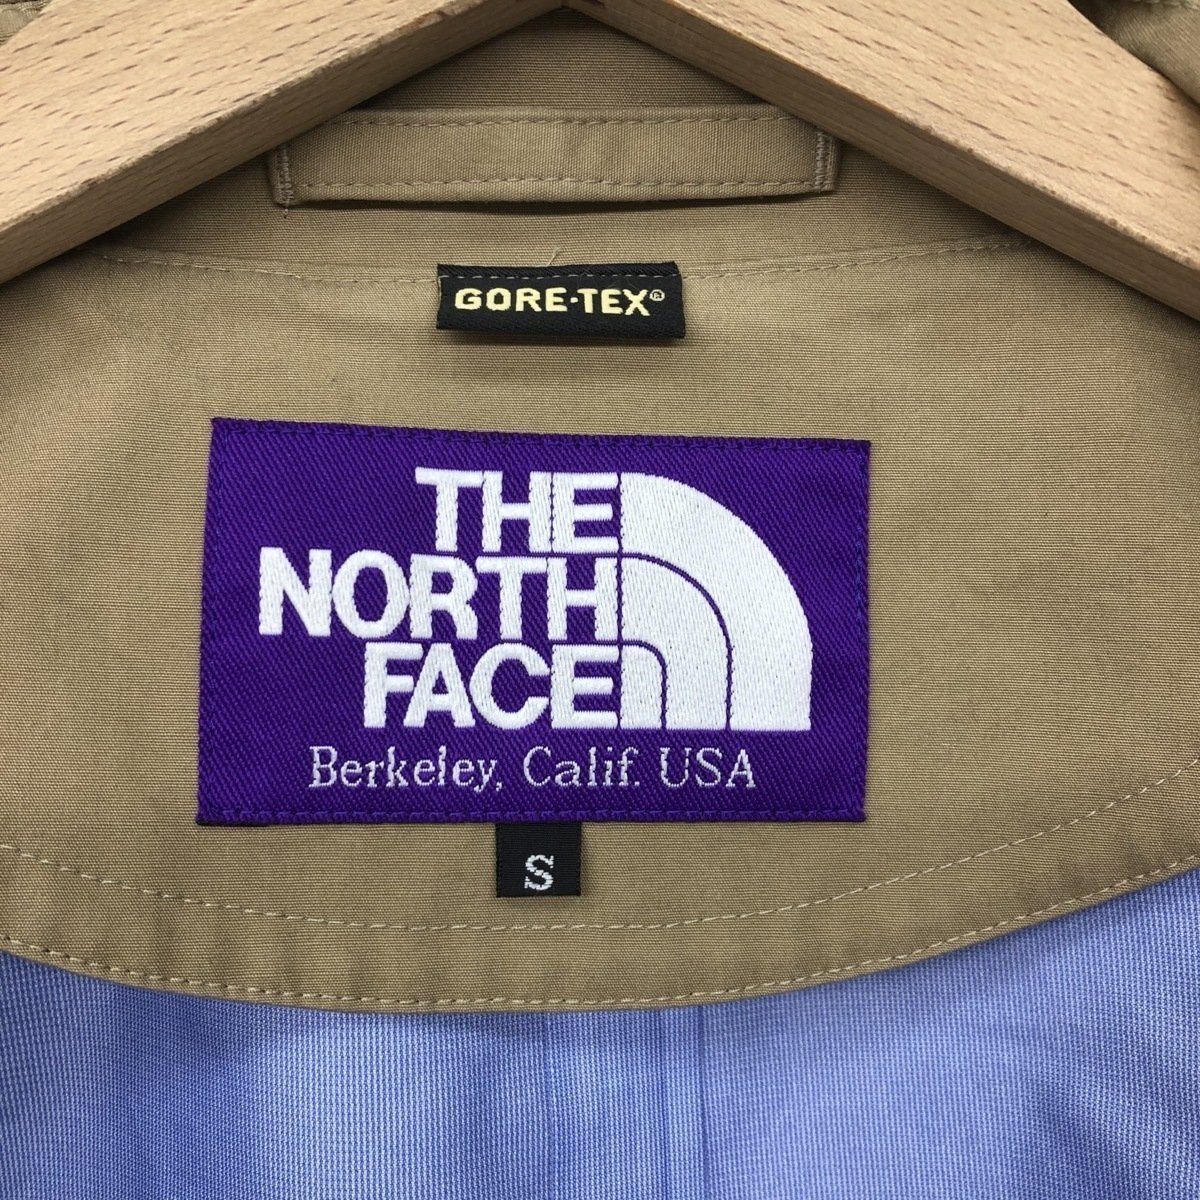 GORE-TEX®
THE
NORTH
FACE
Berkeley, Calif. USA
S